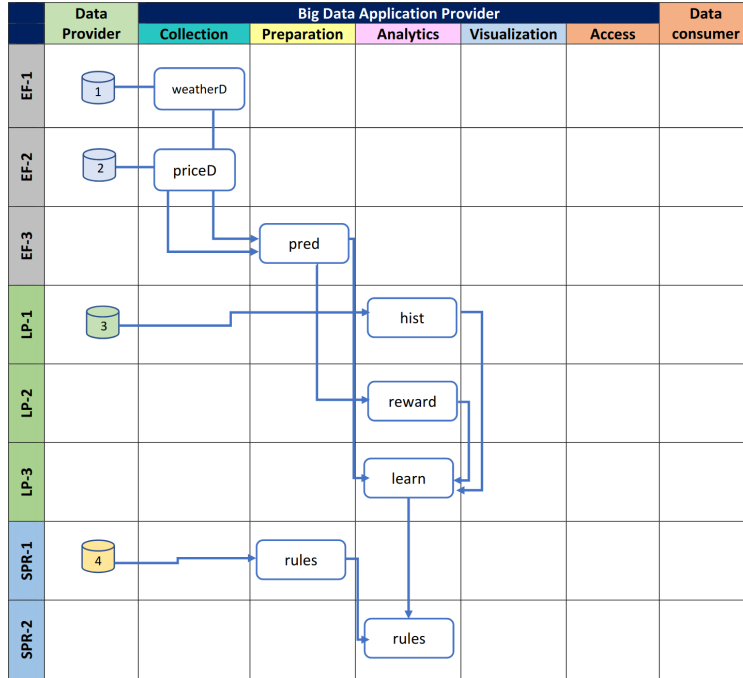 Data Provider
Big Data Application Provider
Data consumer
Collection
Preparation
Analytics
Visualization
Access
EF-1
1
weatherD
EF-2
2
priceD
EF-3
pred
LP-1
3
hist
LP-2
reward
LP-3
learn
SPR-1
4
rules
SPR-2
rules